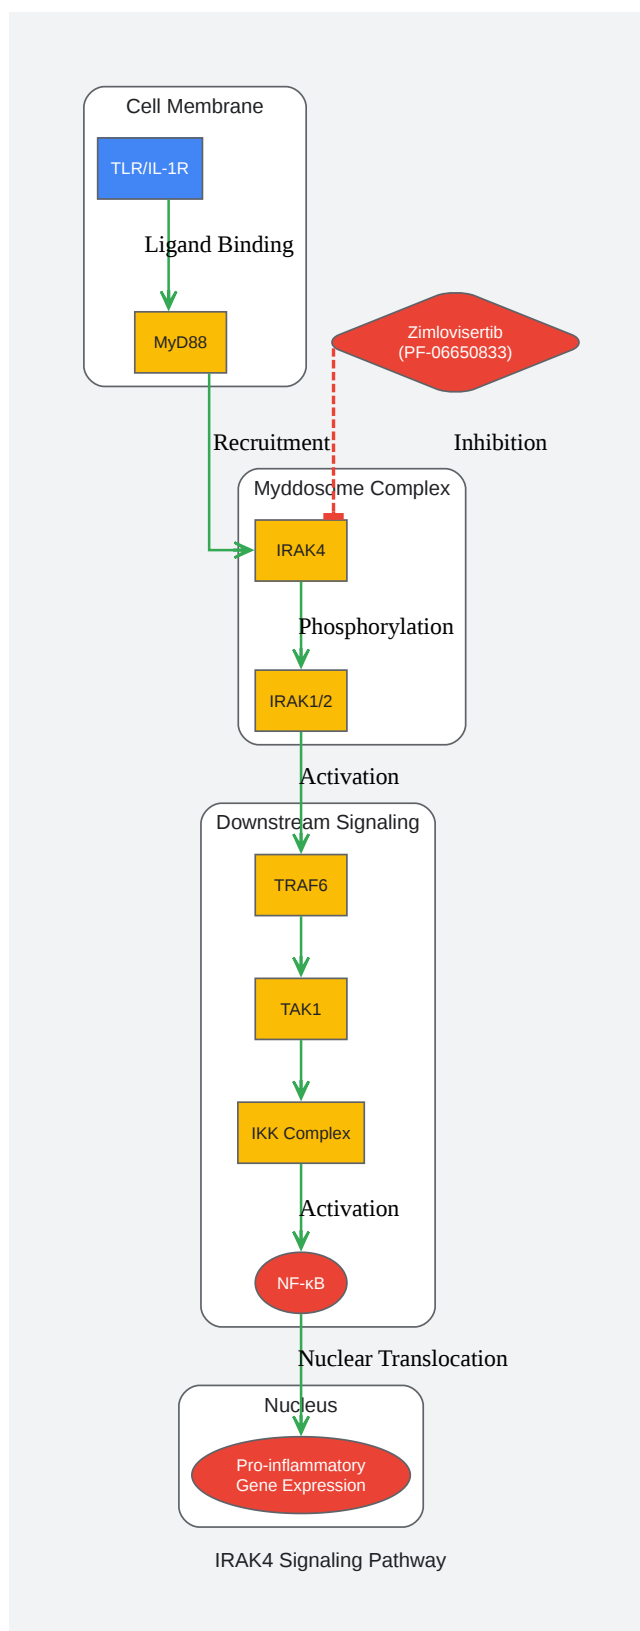 Cell Membrane
TLR/IL-1R
Ligand Binding
MyD88
Zimlovisertib
(PF-06650833)
Recruitment
Inhibition
Myddosome Complex
IRAK4
Phosphorylation
IRAK1/2
Activation
Downstream Signaling
TRAF6
TAK1
IKK Complex
Activation
NF-κB
Nuclear Translocation
Nucleus
Pro-inflammatory
Gene Expression
IRAK4 Signaling Pathway